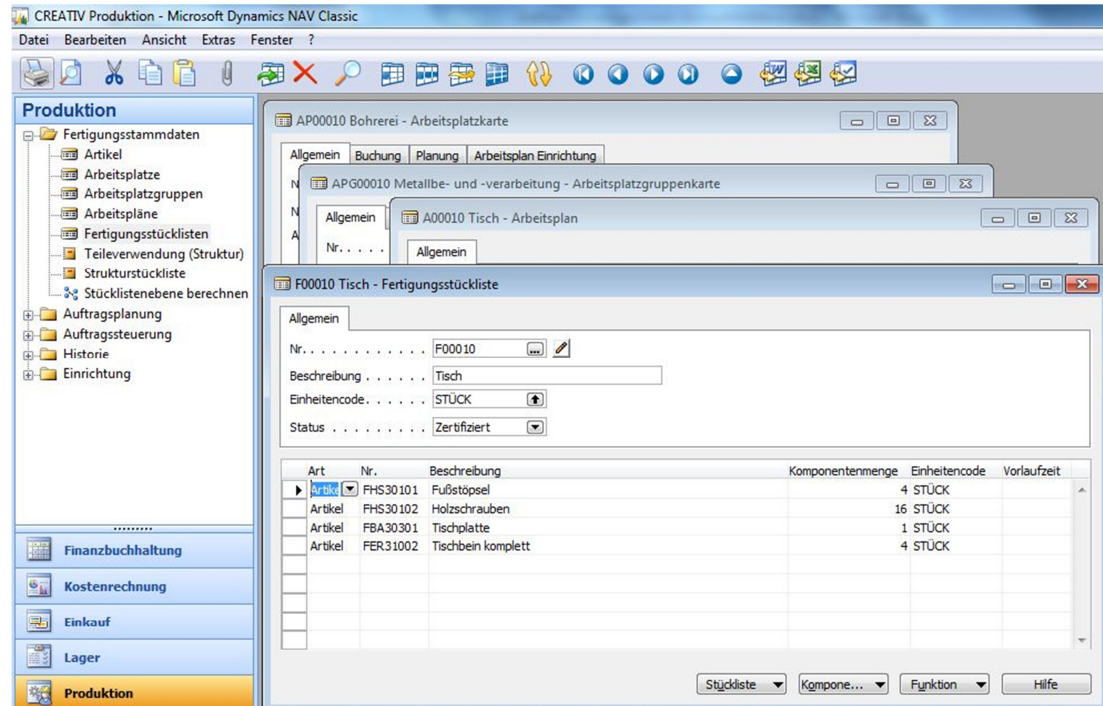 CREATIV Produktion - Microsoft Dynamics NAV Classic
Datei Bearbeiten Ansicht Extras Fenster ?
Produktion
Fertigungsstammdaten
Artikel
Arbeitsplatze
Arbeitsplatzgruppen
Arbeitspläne
Fertigungsstücklisten
Teileverwendung (Struktur)
Strukturstückliste
Stücklistenebene berechnen
Auftragsplanung
Auftragssteuerung
Historie
Einrichtung
Finanzbuchhaltung
Kostenrechnung
Einkauf
Lager
Produktion
AP00010 Bohrerei - Arbeitsplatzkarte
Allgemein Buchung Planung Arbeitsplan Einrichtung
N
N
A
APG00010 Metallbe- und -verarbeitung - Arbeitsplatzgruppenkarte
Allgemein
Nr. . . . .
A00010 Tisch - Arbeitsplan
Allgemein
F00010 Tisch - Fertigungsstückliste
Allgemein
Nr. . . . . . . . . . . . . F00010
Beschreibung . . . . . . Tisch
Einheitencode. . . . . . STÜCK
Status . . . . . . . . . Zertifiziert
Art Nr. Beschreibung Komponentenmenge Einheitencode Vorlaufzeit
Artike FHS30101 Fußstöpsel 4 STÜCK
Artikel FHS30102 Holzschrauben 16 STÜCK
Artikel FBA30301 Tischplatte 1 STÜCK
Artikel FER31002 Tischbein komplett 4 STÜCK
Stückliste Kompone... Funktion Hilfe